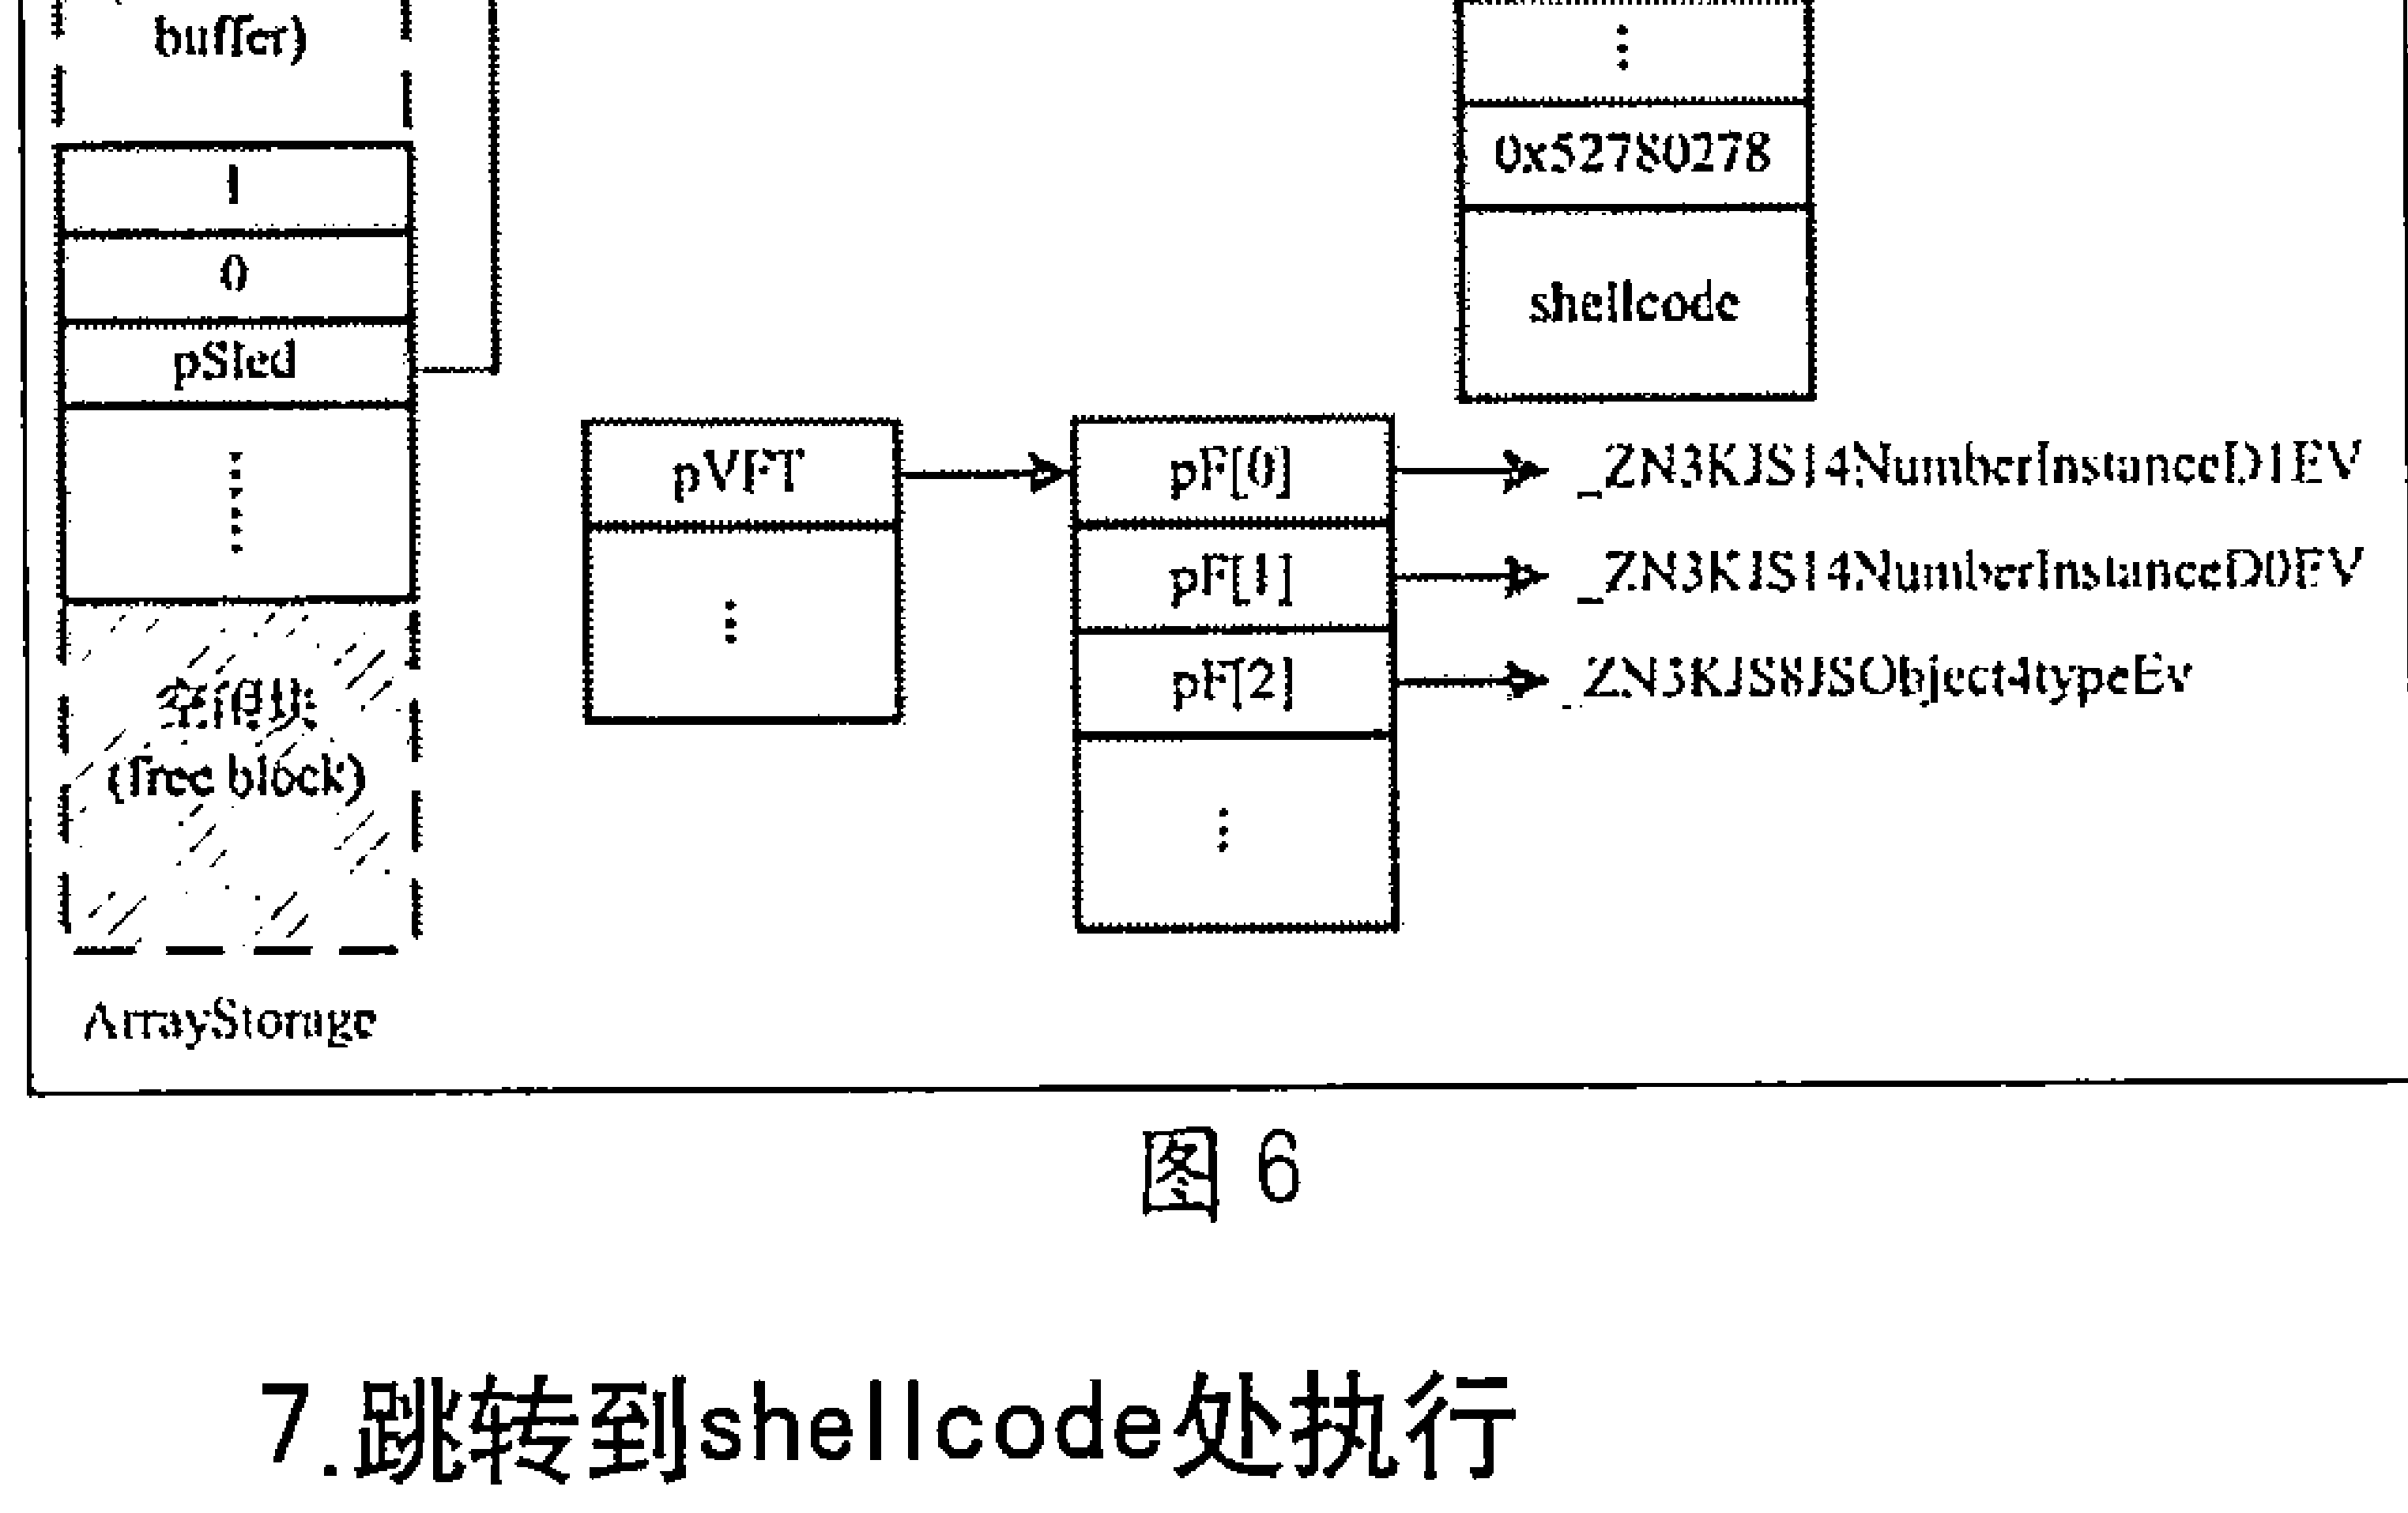 buffer)
1
0
pSled
空闲块
(free block)
ArrayStorage
0x52780278
shellcode
pVFT
pF[0]
_ZN3KJS14NumberInstanceD1EV
pF[1]
_ZN3KJS14NumberInstanceD0EV
pF[2]
_ZN3KJS8JSObject4typeEv
图 6
7.跳转到shellcode处执行